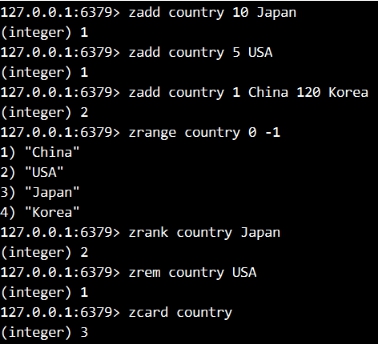 127.0.0.1:6379> zadd country 10 Japan
(integer) 1
127.0.0.1:6379> zadd country 5 USA
(integer) 1
127.0.0.1:6379> zadd country 1 China 120 Korea
(integer) 2
127.0.0.1:6379> zrange country 0 -1
1) "China"
2) "USA"
3) "Japan"
4) "Korea"
127.0.0.1:6379> zrank country Japan
(integer) 2
127.0.0.1:6379> zrem country USA
(integer) 1
127.0.0.1:6379> zcard country
(integer) 3